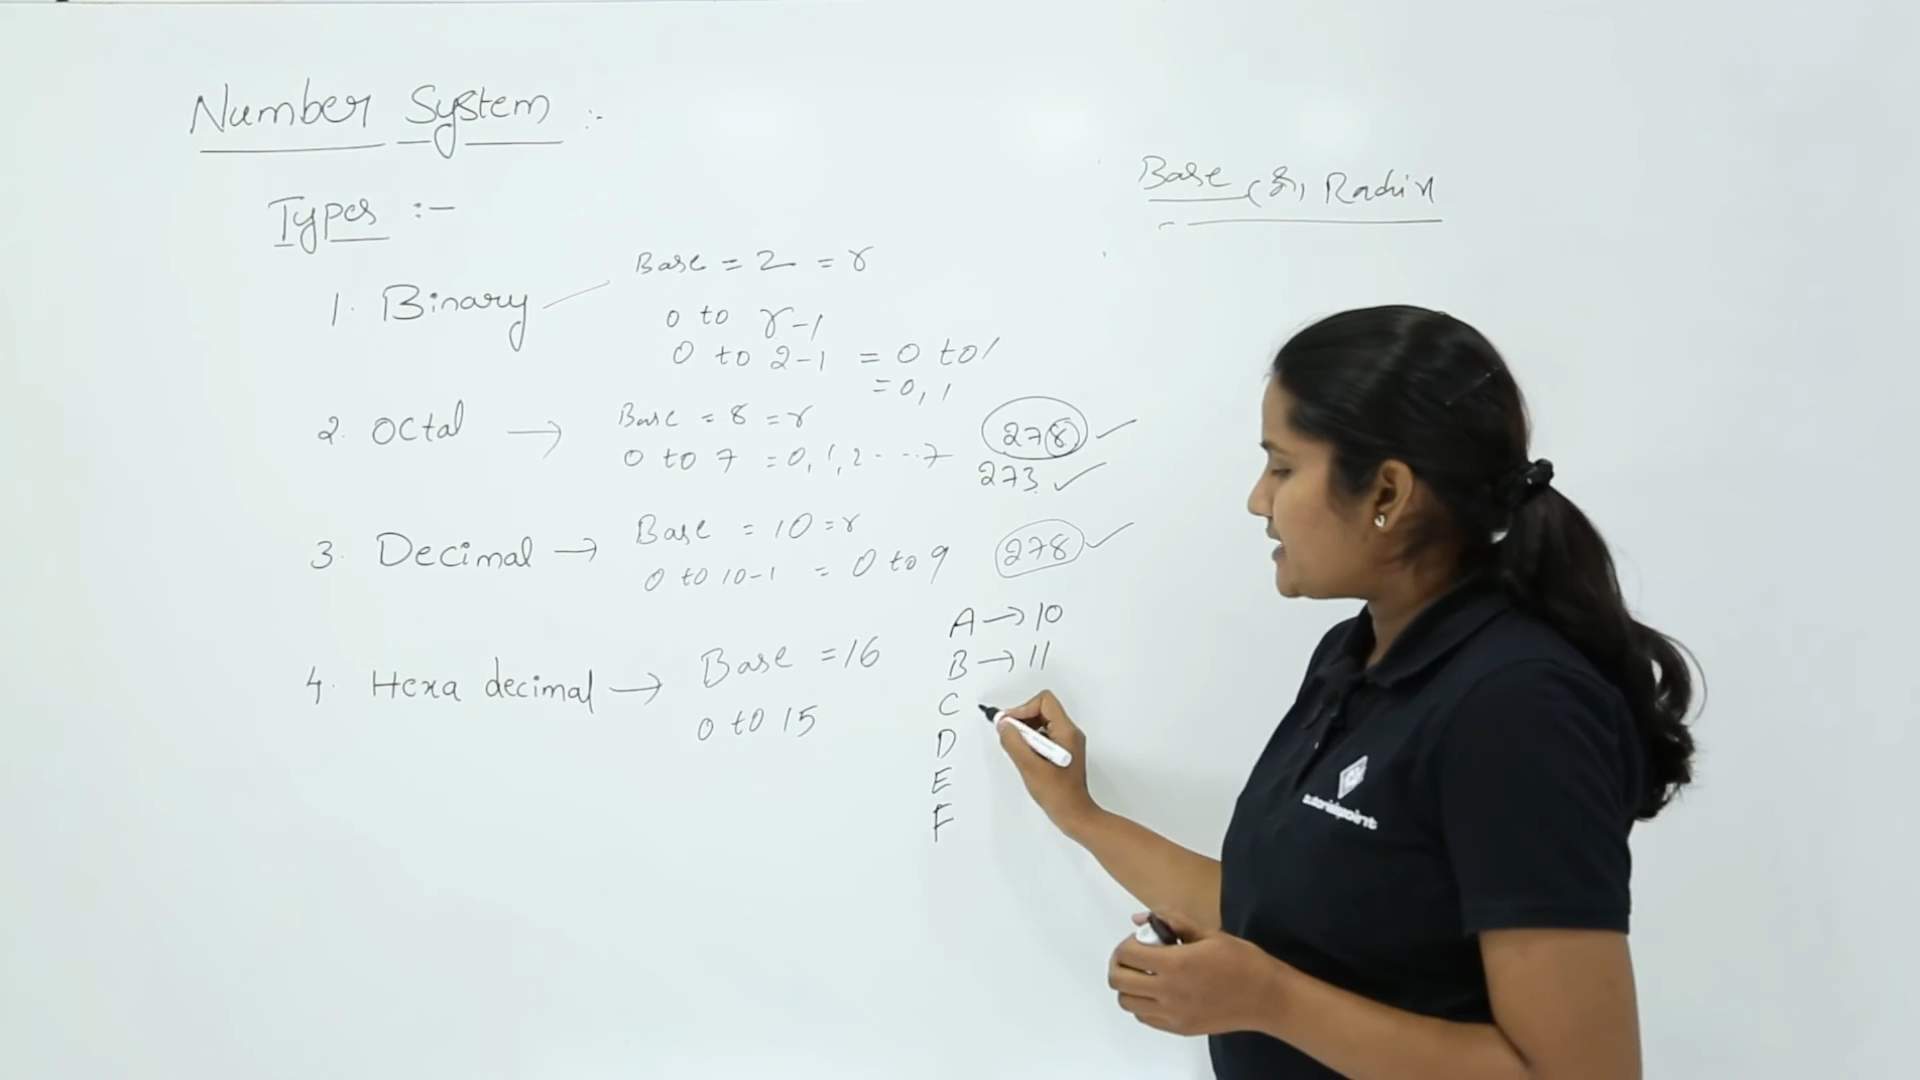 Number System :-
Base (or) Radix
Types :-
1. Binary
Base = 2 = r
0 to r-1
0 to 2-1 = 0 to 1
= 0, 1
2. Octal →
Base = 8 = r
0 to 7 = 0, 1, 2 - - - 7
278 ✓
273 ✓
3. Decimal →
Base = 10 = r
0 to 10-1 = 0 to 9
278 ✓
4. Hexa decimal →
Base = 16
0 to 15
A → 10
B → 11
C
D
E
F
tutorialspoint